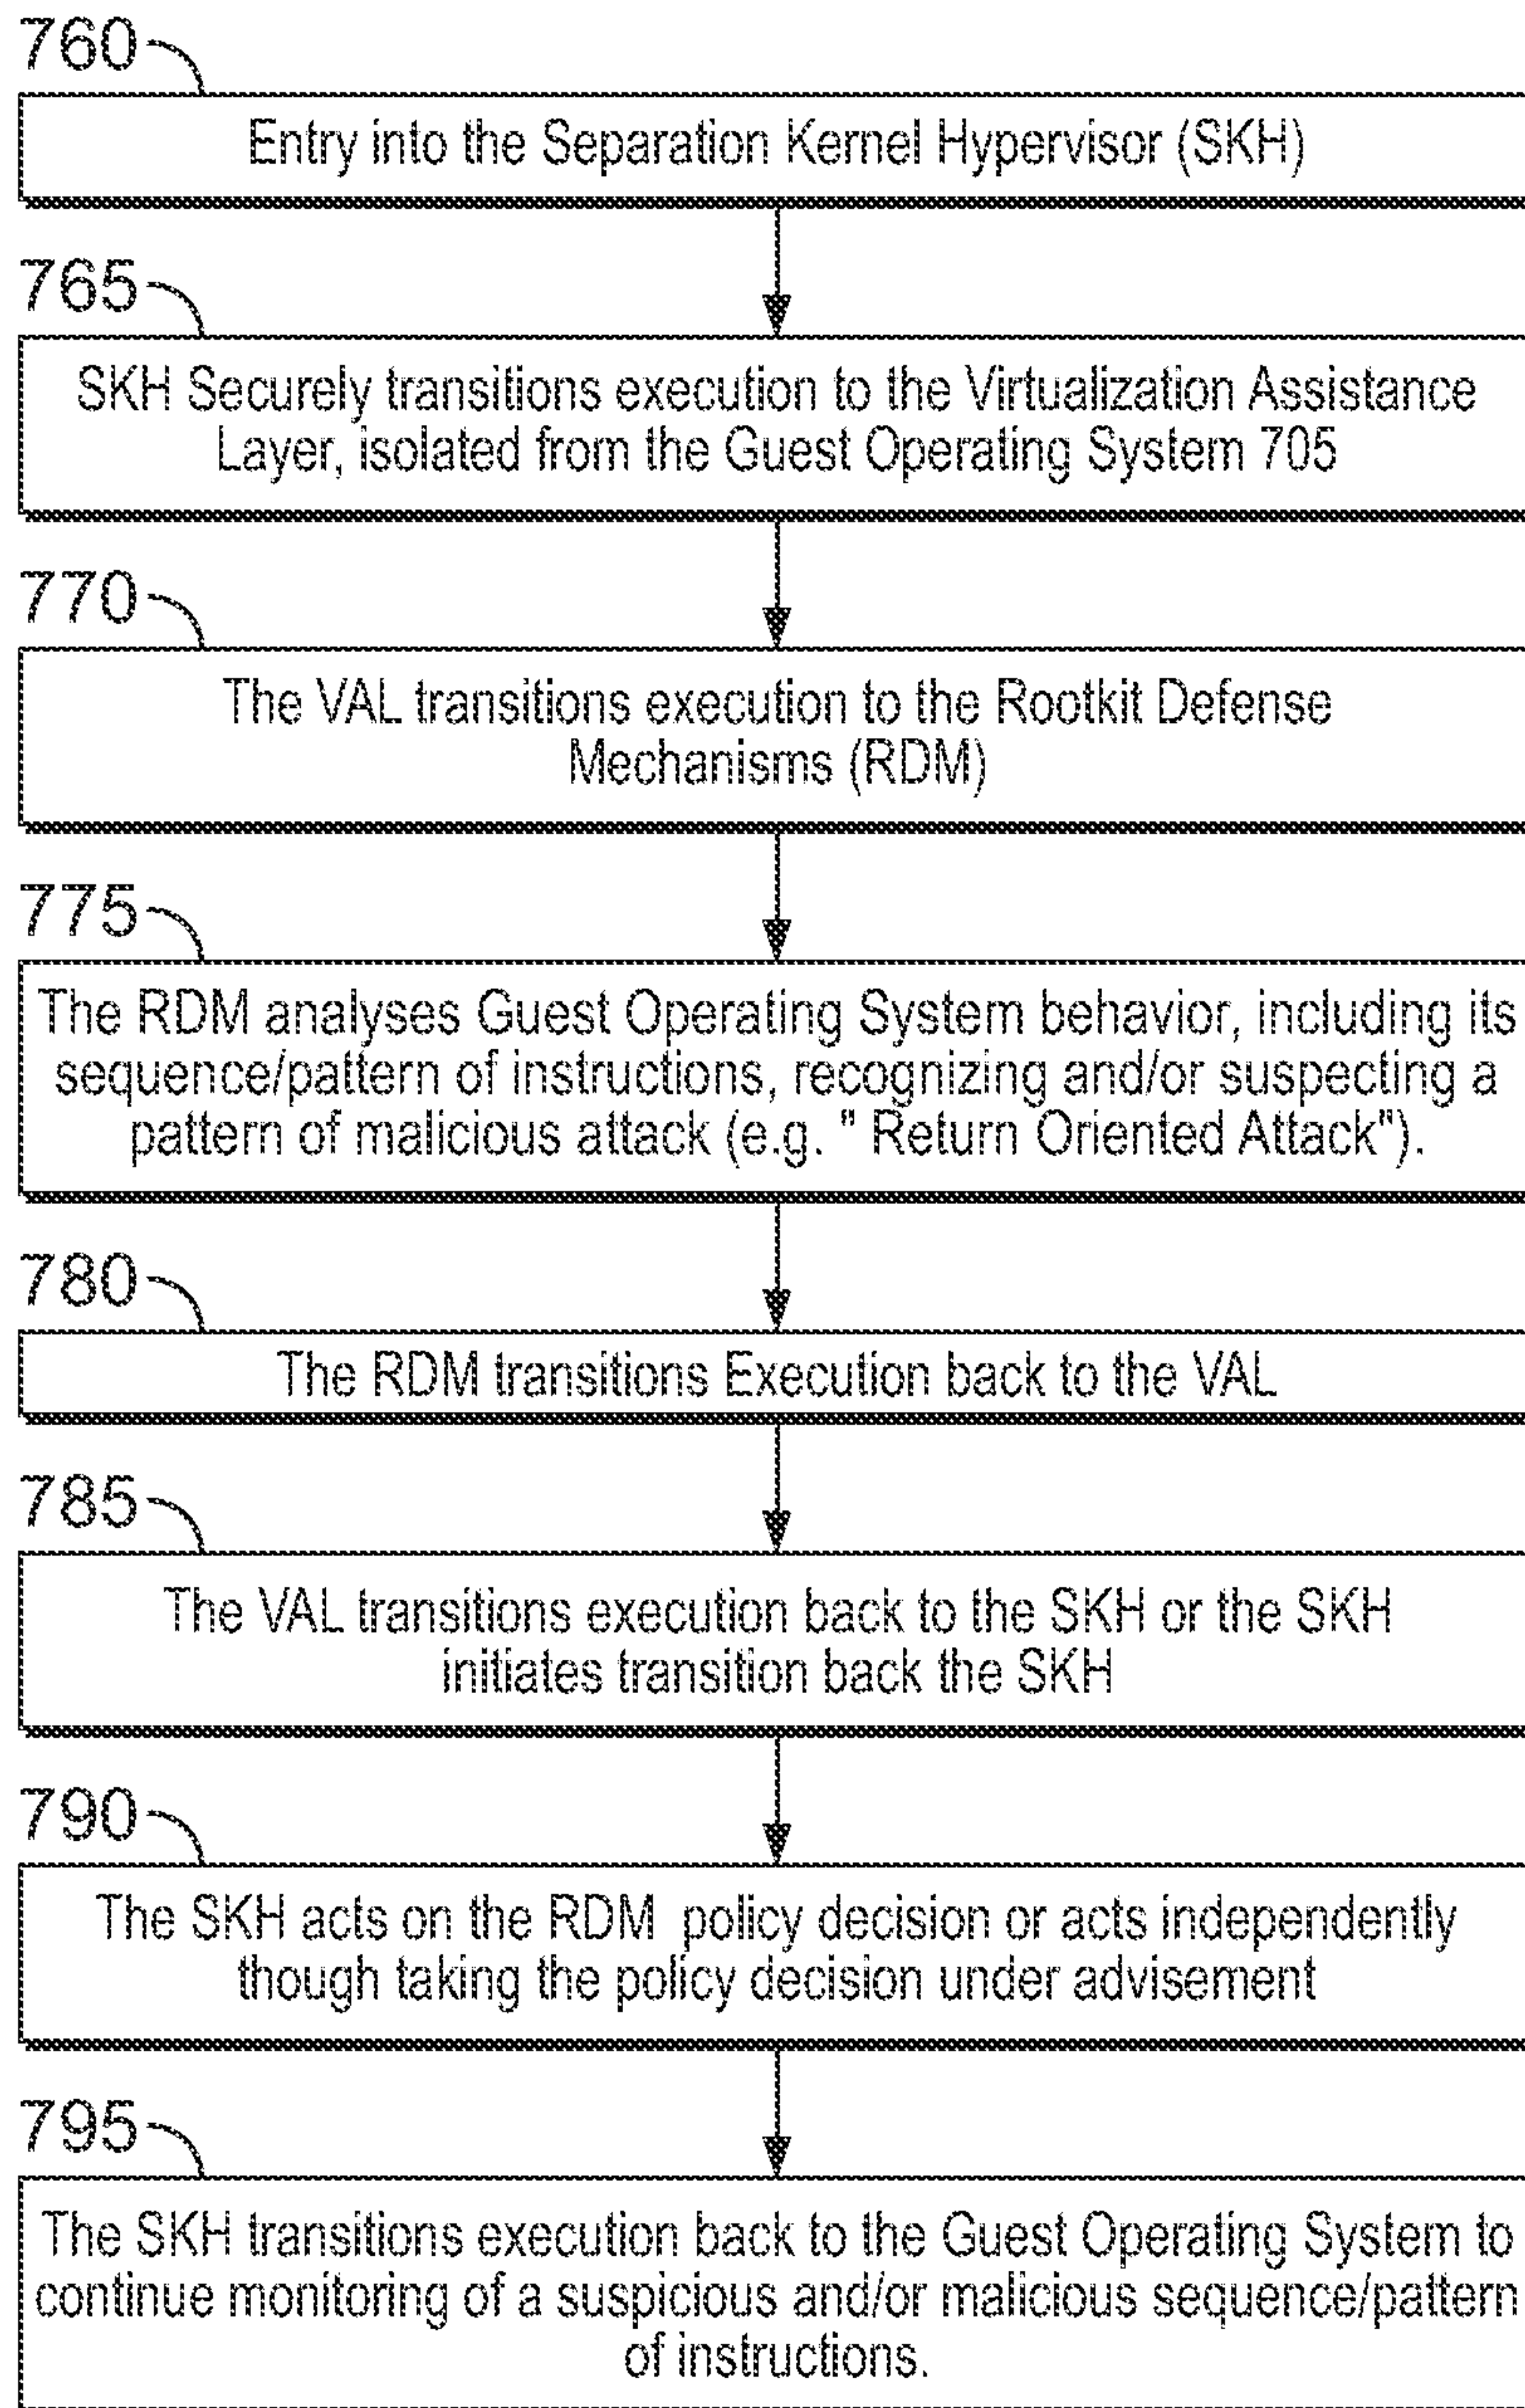 760
Entry into the Separation Kernel Hypervisor (SKH)
765
SKH Securely transitions execution to the Virtualization Assistance
Layer, isolated from the Guest Operating System 705
770
The VAL transitions execution to the Rootkit Defense
Mechanisms (RDM)
775
The RDM analyses Guest Operating System behavior, including its
sequence/pattern of instructions, recognizing and/or suspecting a
pattern of malicious attack (e.g. " Return Oriented Attack").
780
The RDM transitions Execution back to the VAL
785
The VAL transitions execution back to the SKH or the SKH
initiates transition back the SKH
790
The SKH acts on the RDM policy decision or acts independently
though taking the policy decision under advisement
795
The SKH transitions execution back to the Guest Operating System to
continue monitoring of a suspicious and/or malicious sequence/pattern
of instructions.